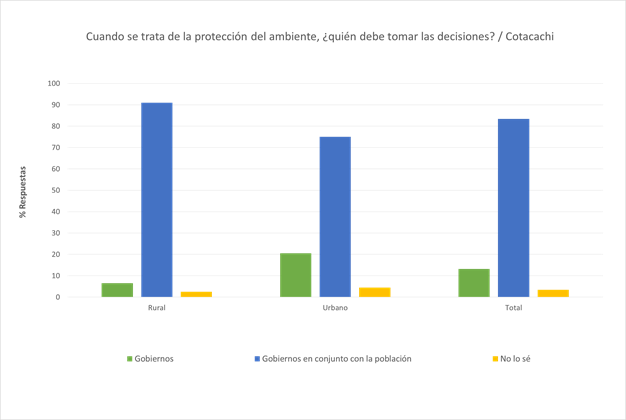 Cuando se trata de la protección del ambiente, ¿quién debe tomar las decisiones? / Cotacachi
100
90
80
70
60
50
40
30
20
10
0
% Respuestas
Rural Urbano Total
Gobiernos Gobiernos en conjunto con la población No lo sé